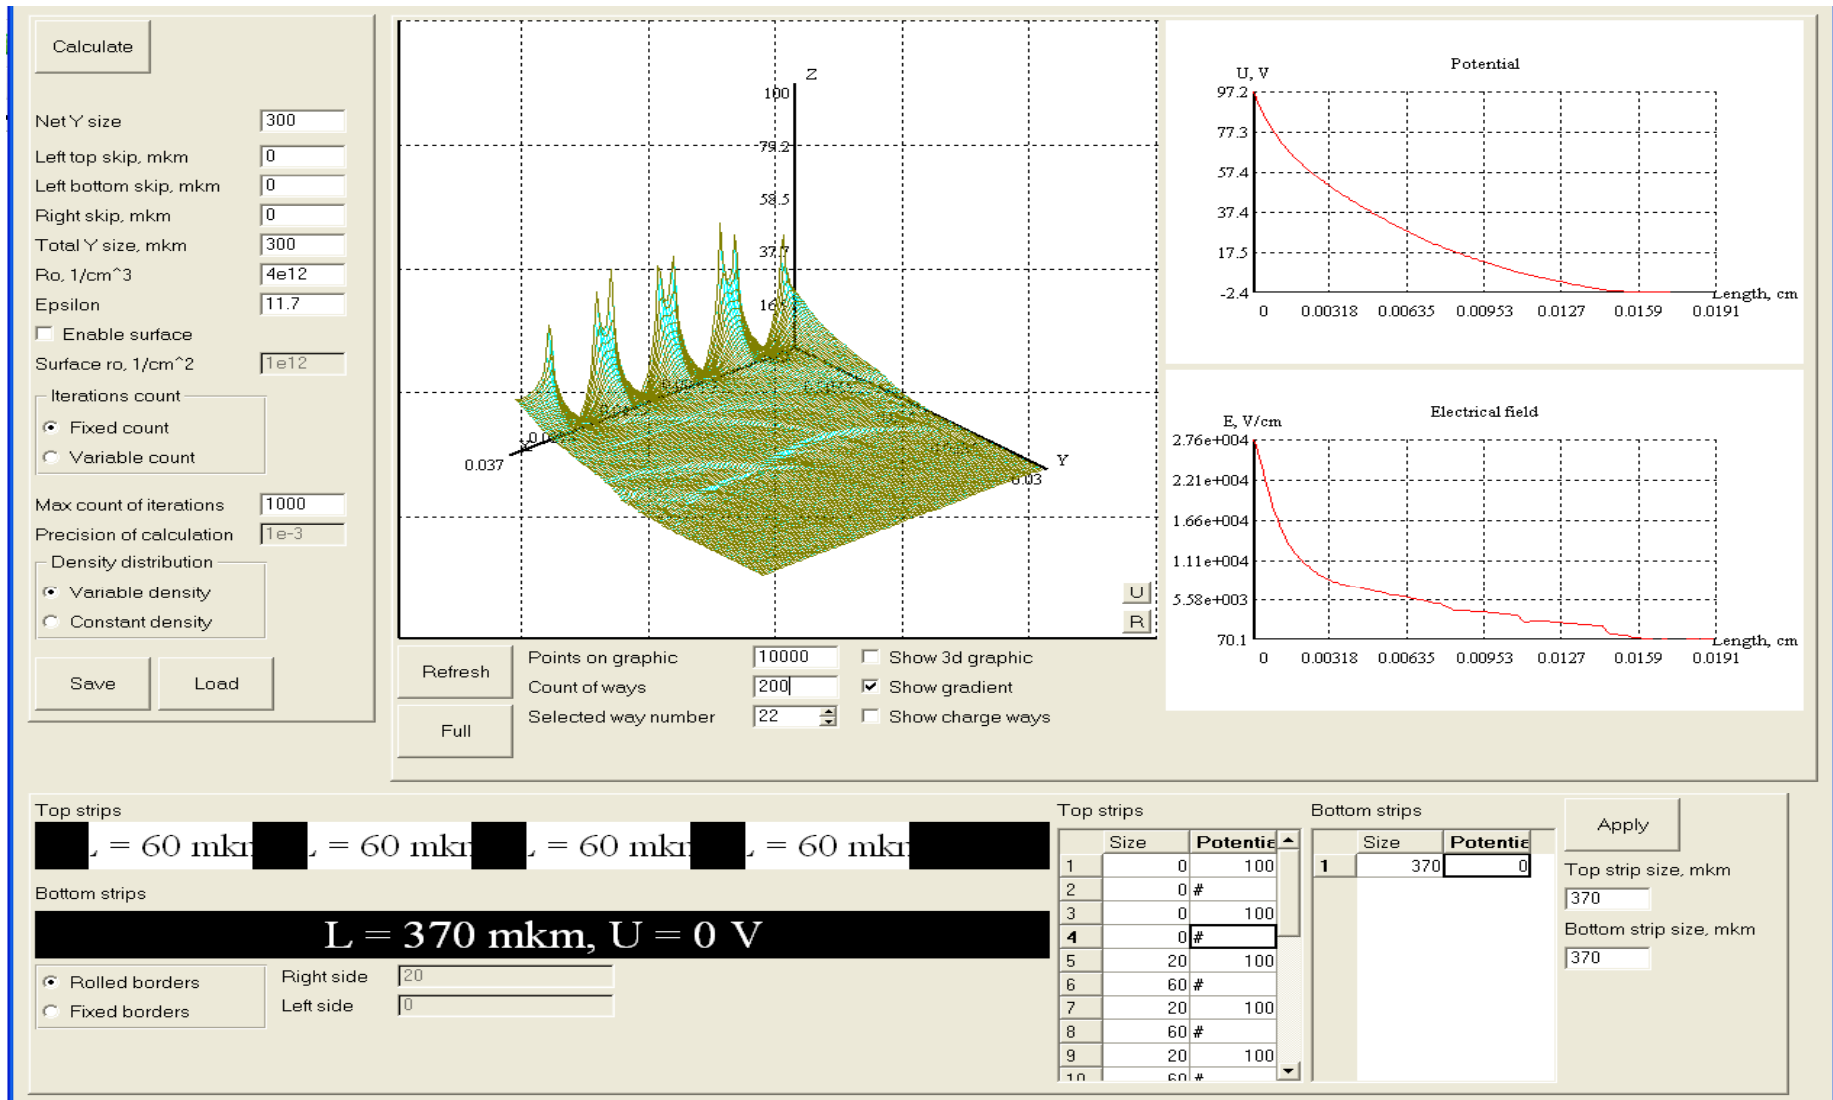 Calculate
Net Y size 300
Left top skip, mkm 0
Left bottom skip, mkm 0
Right skip, mkm 0
Total Y size, mkm 300
Ro, 1/cm^3 4e12
Epsilon 11.7
Enable surface
Surface ro, 1/cm^2 1e12
Iterations count
Fixed count
Variable count
Max count of iterations 1000
Precision of calculation 1e-3
Density distribution
Variable density
Constant density
Save Load
Z
100
79.2
58.5
37.7
0.037
Y
0.03
U
R
Refresh
Full
Points on graphic 10000
Count of ways 200
Selected way number 22
Show 3d graphic
Show gradient
Show charge ways
Potential
U, V
97.2
77.3
57.4
37.4
17.5
-2.4
Length, cm
0 0.00318 0.00635 0.00953 0.0127 0.0159 0.0191
Electrical field
E, V/cm
2.76e+004
2.21e+004
1.66e+004
1.11e+004
5.58e+003
70.1
Length, cm
0 0.00318 0.00635 0.00953 0.0127 0.0159 0.0191
Top strips
= 60 mkm = 60 mkm = 60 mkm = 60 mkm
Bottom strips
L = 370 mkm, U = 0 V
Rolled borders
Fixed borders
Right side 20
Left side 0
Top strips
Size Potentia
1 0 100
2 0 #
3 0 100
4 0 #
5 20 100
6 60 #
7 20 100
8 60 #
9 20 100
10 60 #
Bottom strips
Size Potentia
1 370 0
Apply
Top strip size, mkm
370
Bottom strip size, mkm
370